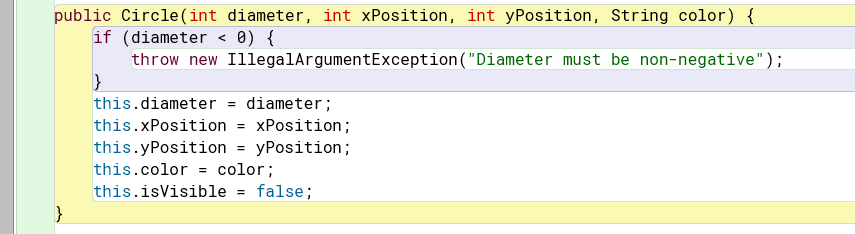 public Circle(int diameter, int xPosition, int yPosition, String color) {
if (diameter < 0) {
throw new IllegalArgumentException("Diameter must be non-negative");
}
this.diameter = diameter;
this.xPosition = xPosition;
this.yPosition = yPosition;
this.color = color;
this.isVisible = false;
}